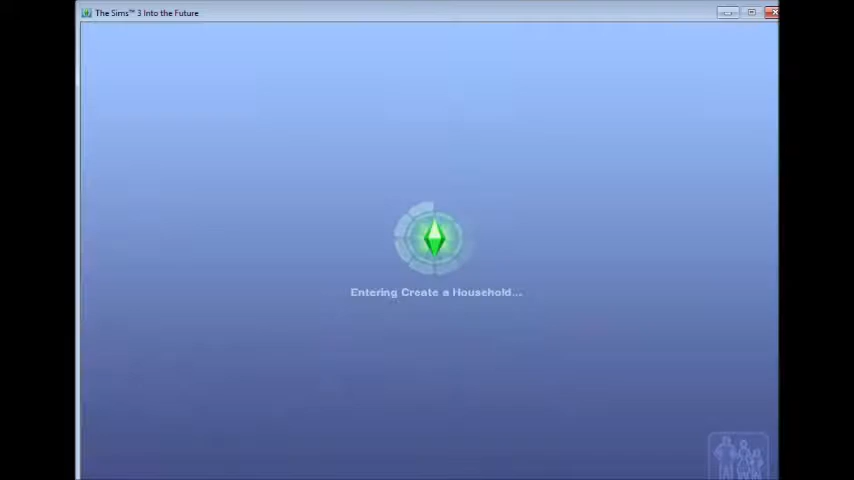 The Sims™ 3 Into the Future
Entering Create a Household...